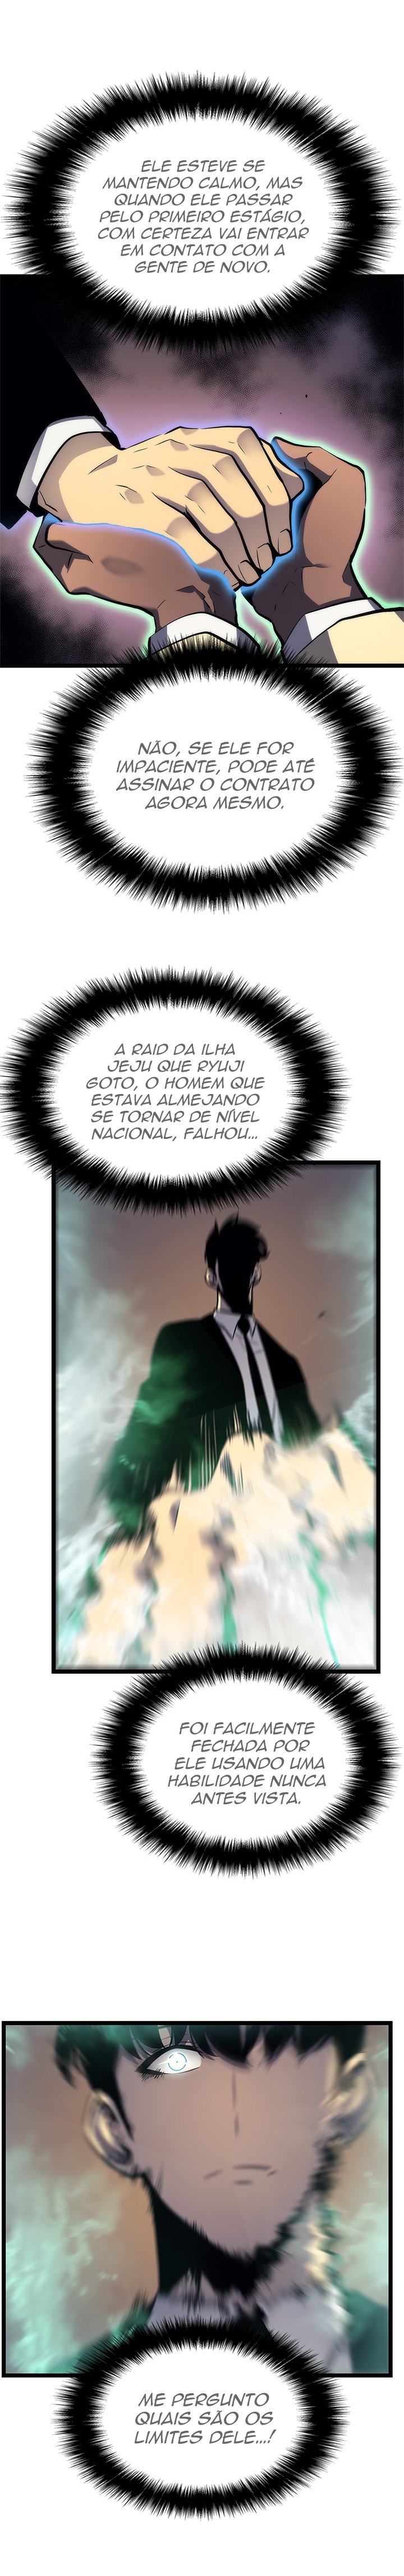 ELE ESTEVE SE
MANTENDO CALMO, MAS
QUANDO ELE PASSAR
PELO PRIMEIRO ESTÁGIO,
COM CERTEZA VAI ENTRAR
EM CONTATO COM A
GENTE DE NOVO.
NÃO, SE ELE FOR
IMPACIENTE, PODE ATÉ
ASSINAR O CONTRATO
AGORA MESMO.
A RAID DA ILHA
JEJU QUE RYUJI
GOTO, O HOMEM QUE
ESTAVA ALMEJANDO
SE TORNAR DE NÍVEL
NACIONAL, FALHOU...
FOI FACILMENTE
FECHADA POR
ELE USANDO UMA
HABILIDADE NUNCA
ANTES VISTA.
ME PERGUNTO
QUAIS SÃO OS
LIMITES DELE...!